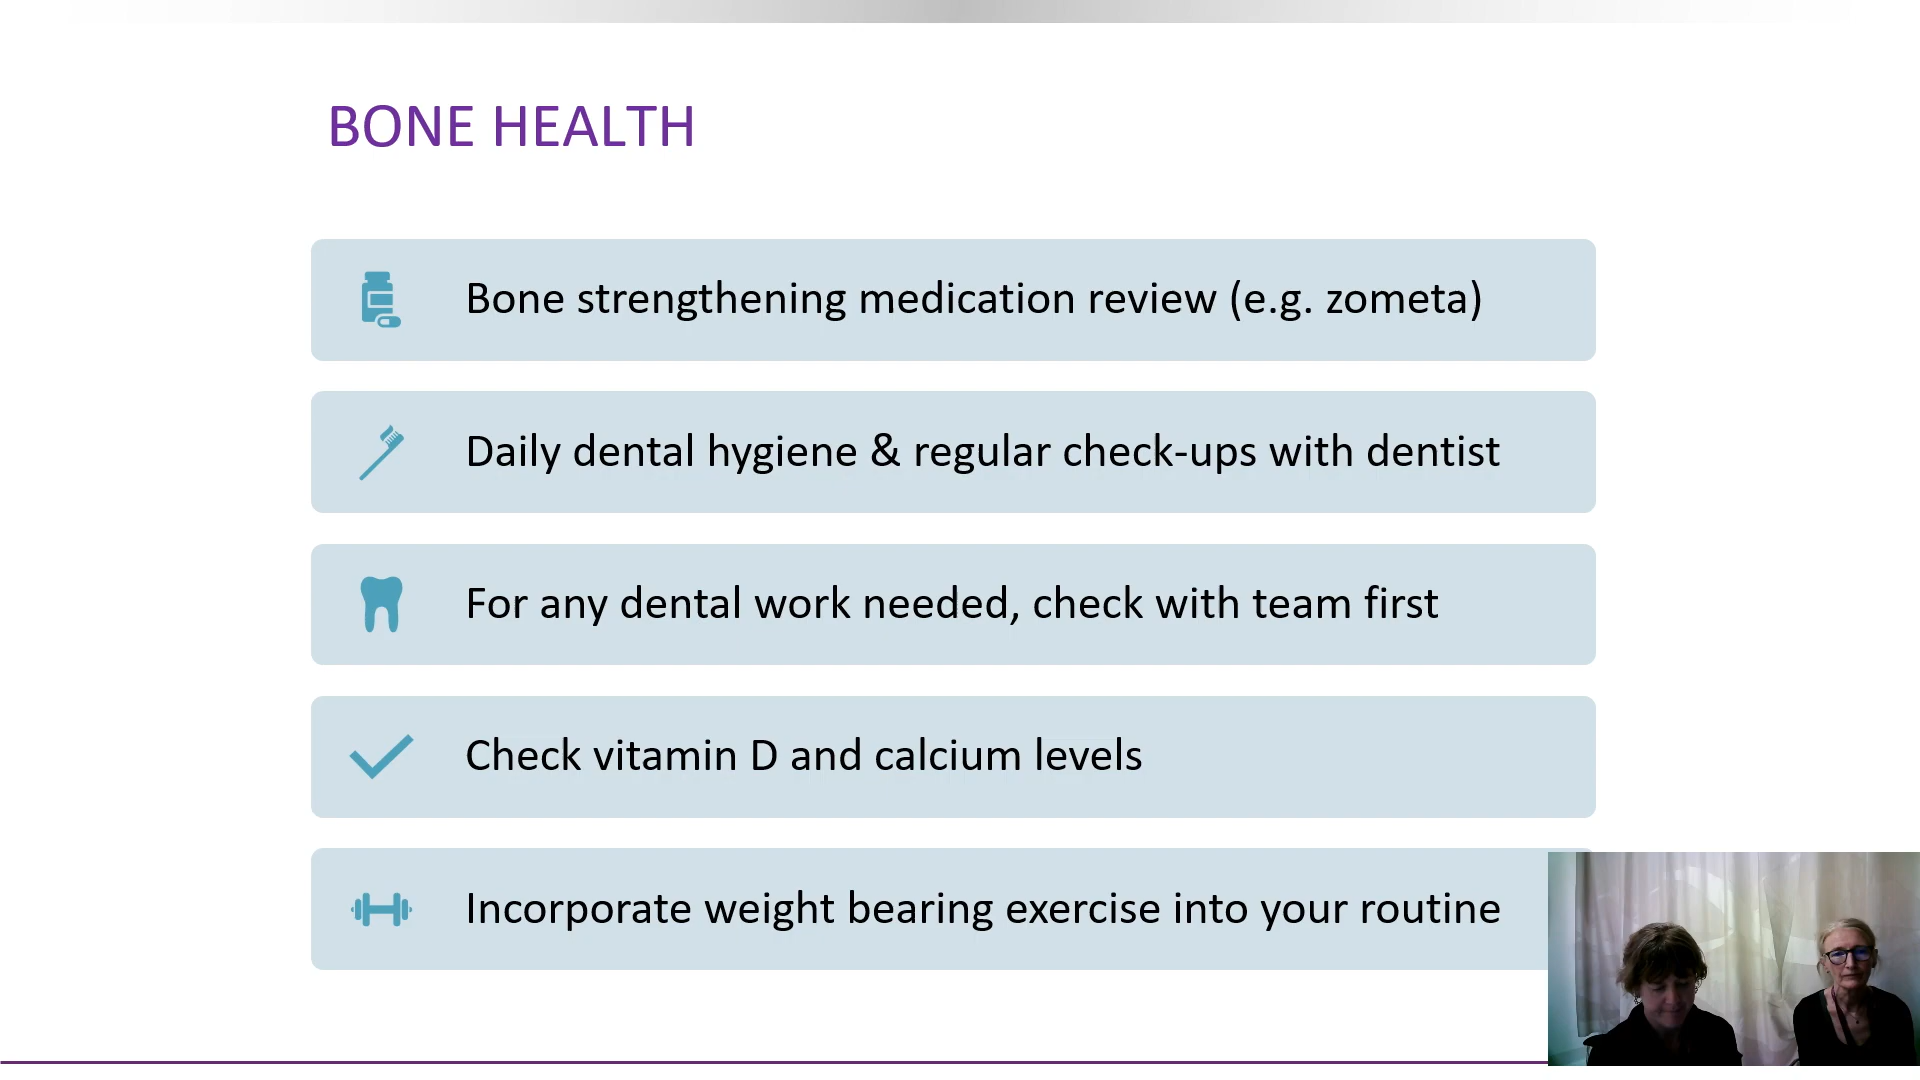 BONE HEALTH
Bone strengthening medication review (e.g. zometa)
Daily dental hygiene & regular check-ups with dentist
For any dental work needed, check with team first
Check vitamin D and calcium levels
Incorporate weight bearing exercise into your routine